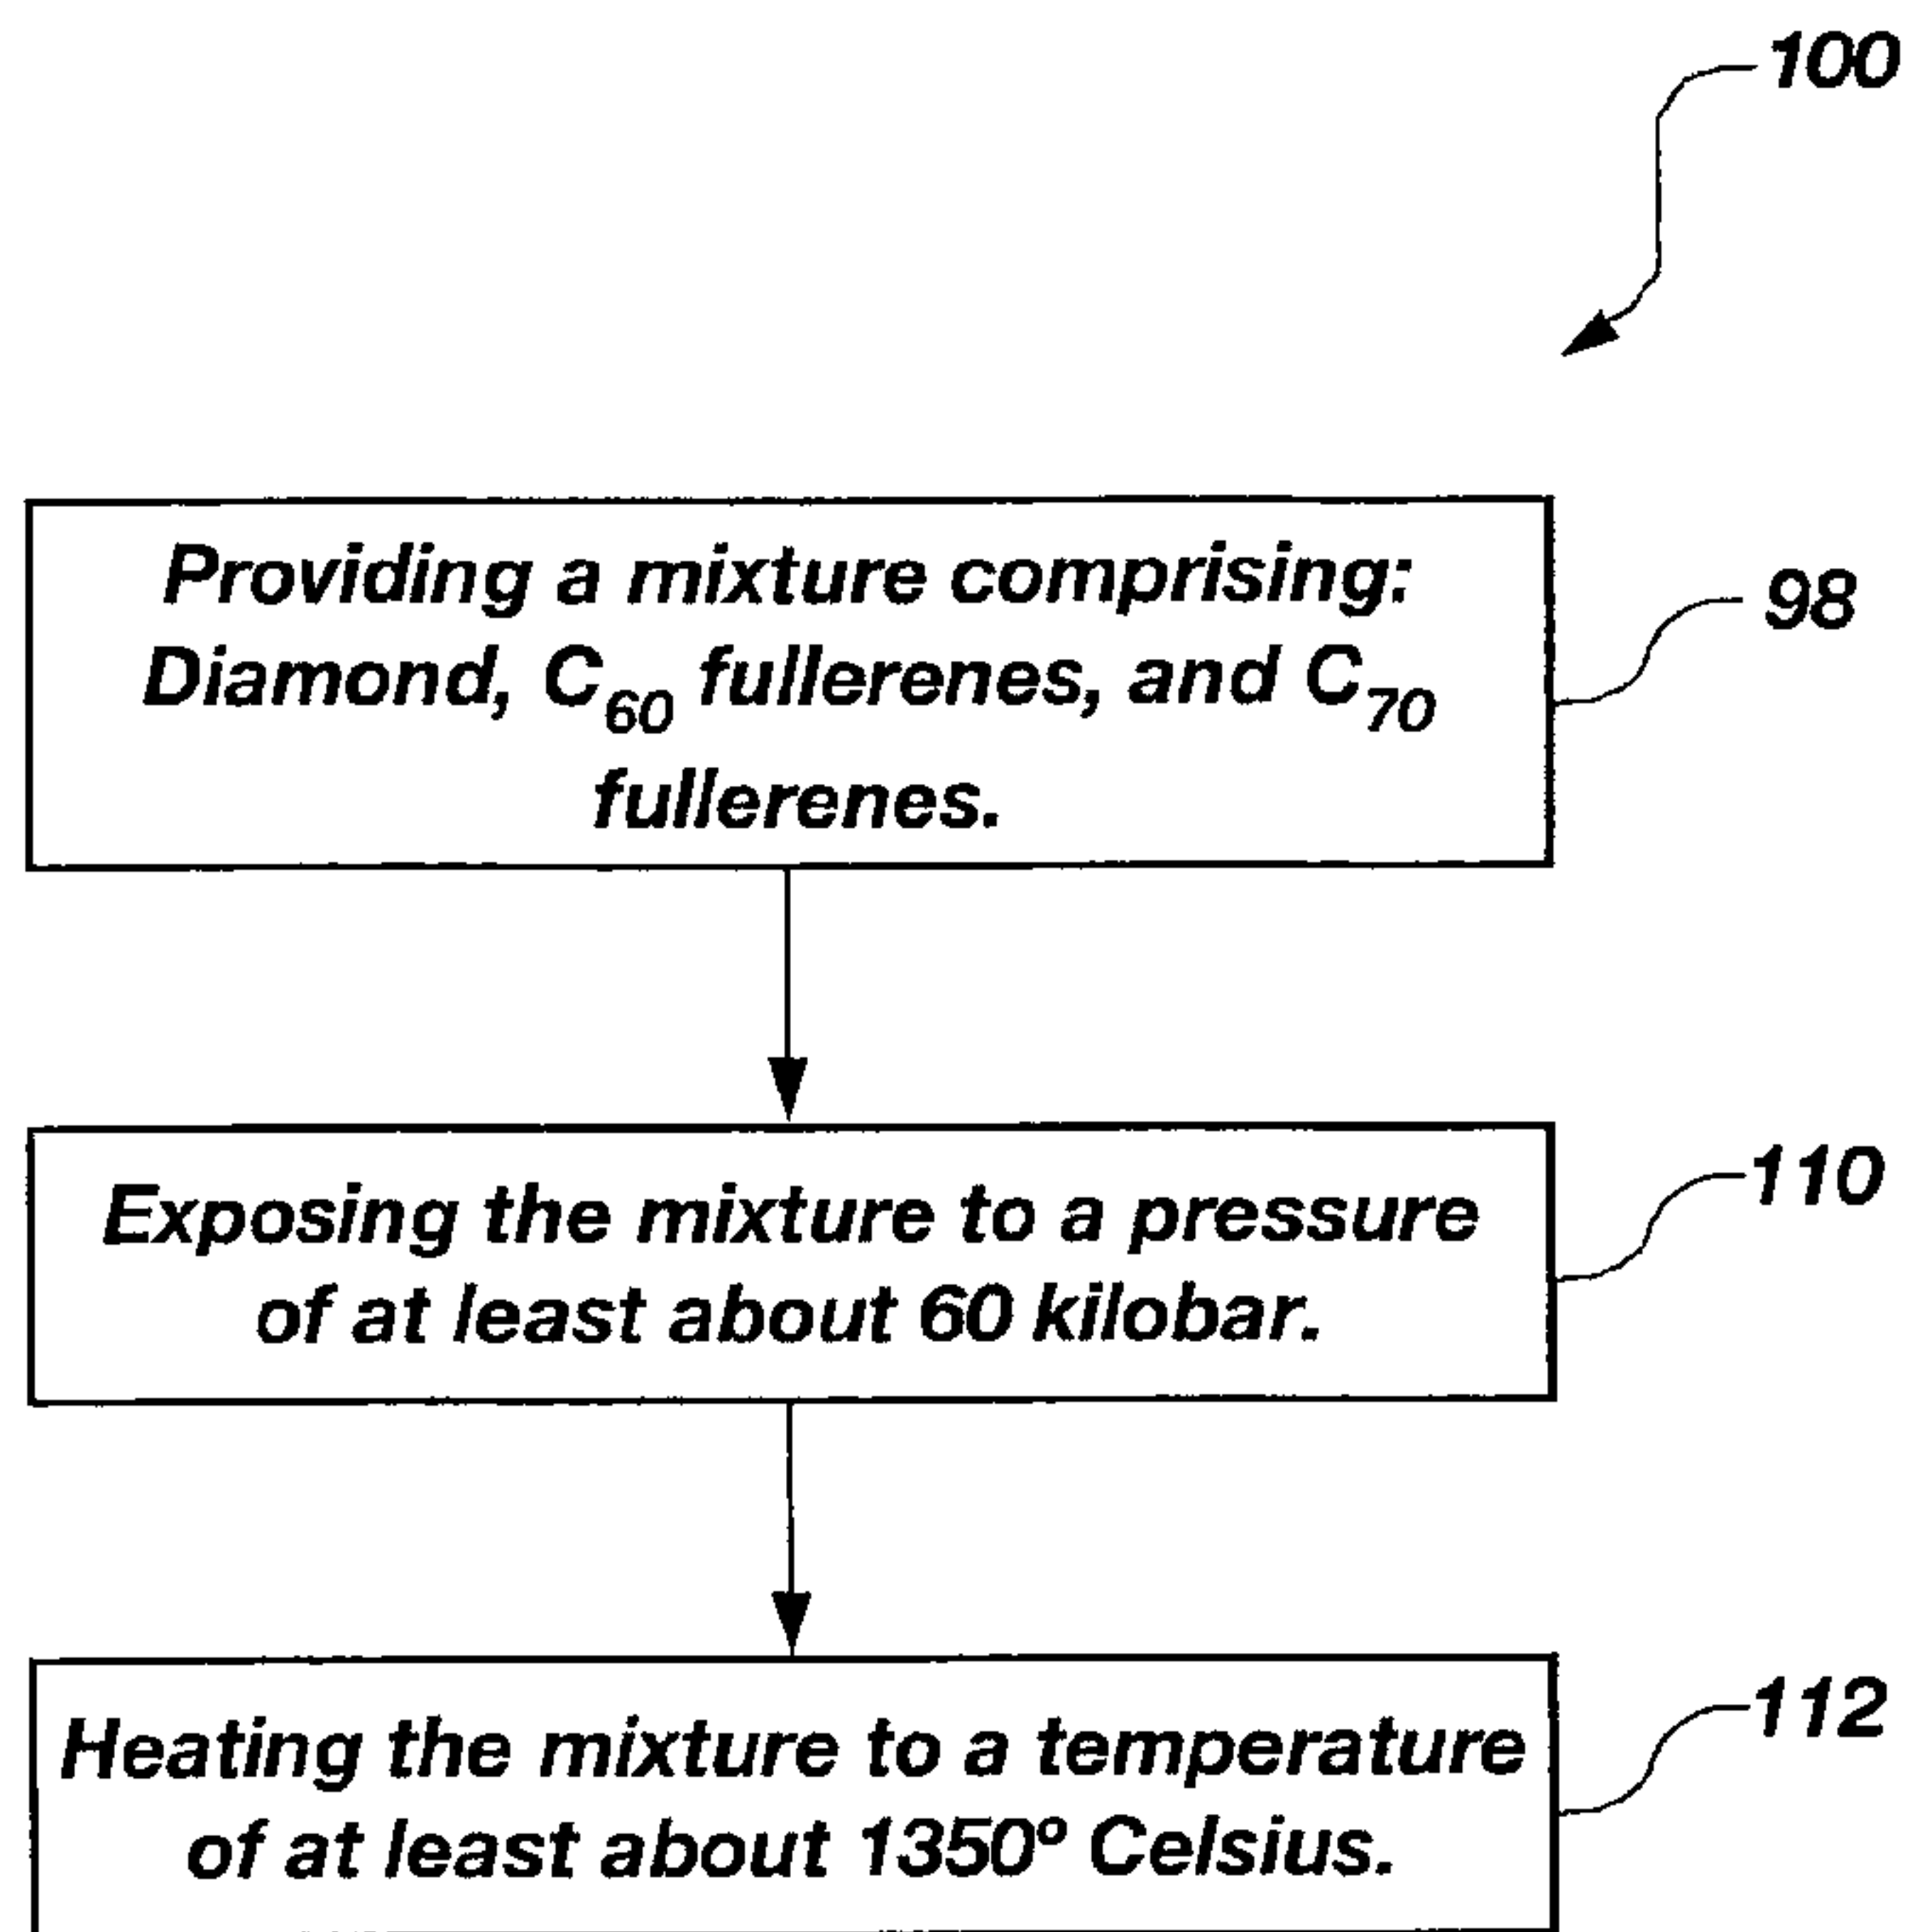 100
Providing a mixture comprising:
Diamond, C60 fullerenes, and C70
fullerenes.
98
Exposing the mixture to a pressure
of at least about 60 kilobar.
110
Heating the mixture to a temperature
of at least about 1350º Celsius.
112